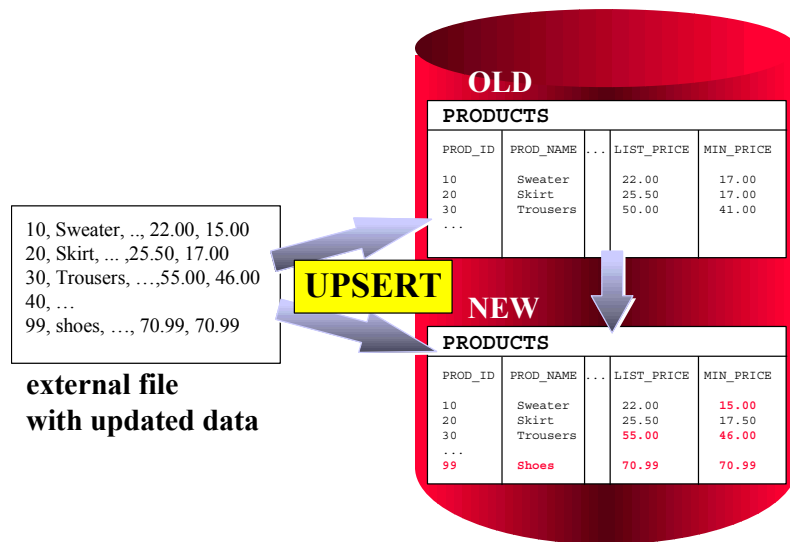 OLD
PRODUCTS
PROD_ID PROD_NAME ... LIST_PRICE MIN_PRICE
10 Sweater 22.00 17.00
20 Skirt 25.50 17.00
30 Trousers 50.00 41.00
...
10, Sweater, .., 22.00, 15.00
20, Skirt, ... ,25.50, 17.00
30, Trousers, …,55.00, 46.00
40, …
99, shoes, …, 70.99, 70.99
external file
with updated data
UPSERT
NEW
PRODUCTS
PROD_ID PROD_NAME ... LIST_PRICE MIN_PRICE
10 Sweater 22.00 15.00
20 Skirt 25.50 17.50
30 Trousers 55.00 46.00
...
99 Shoes 70.99 70.99